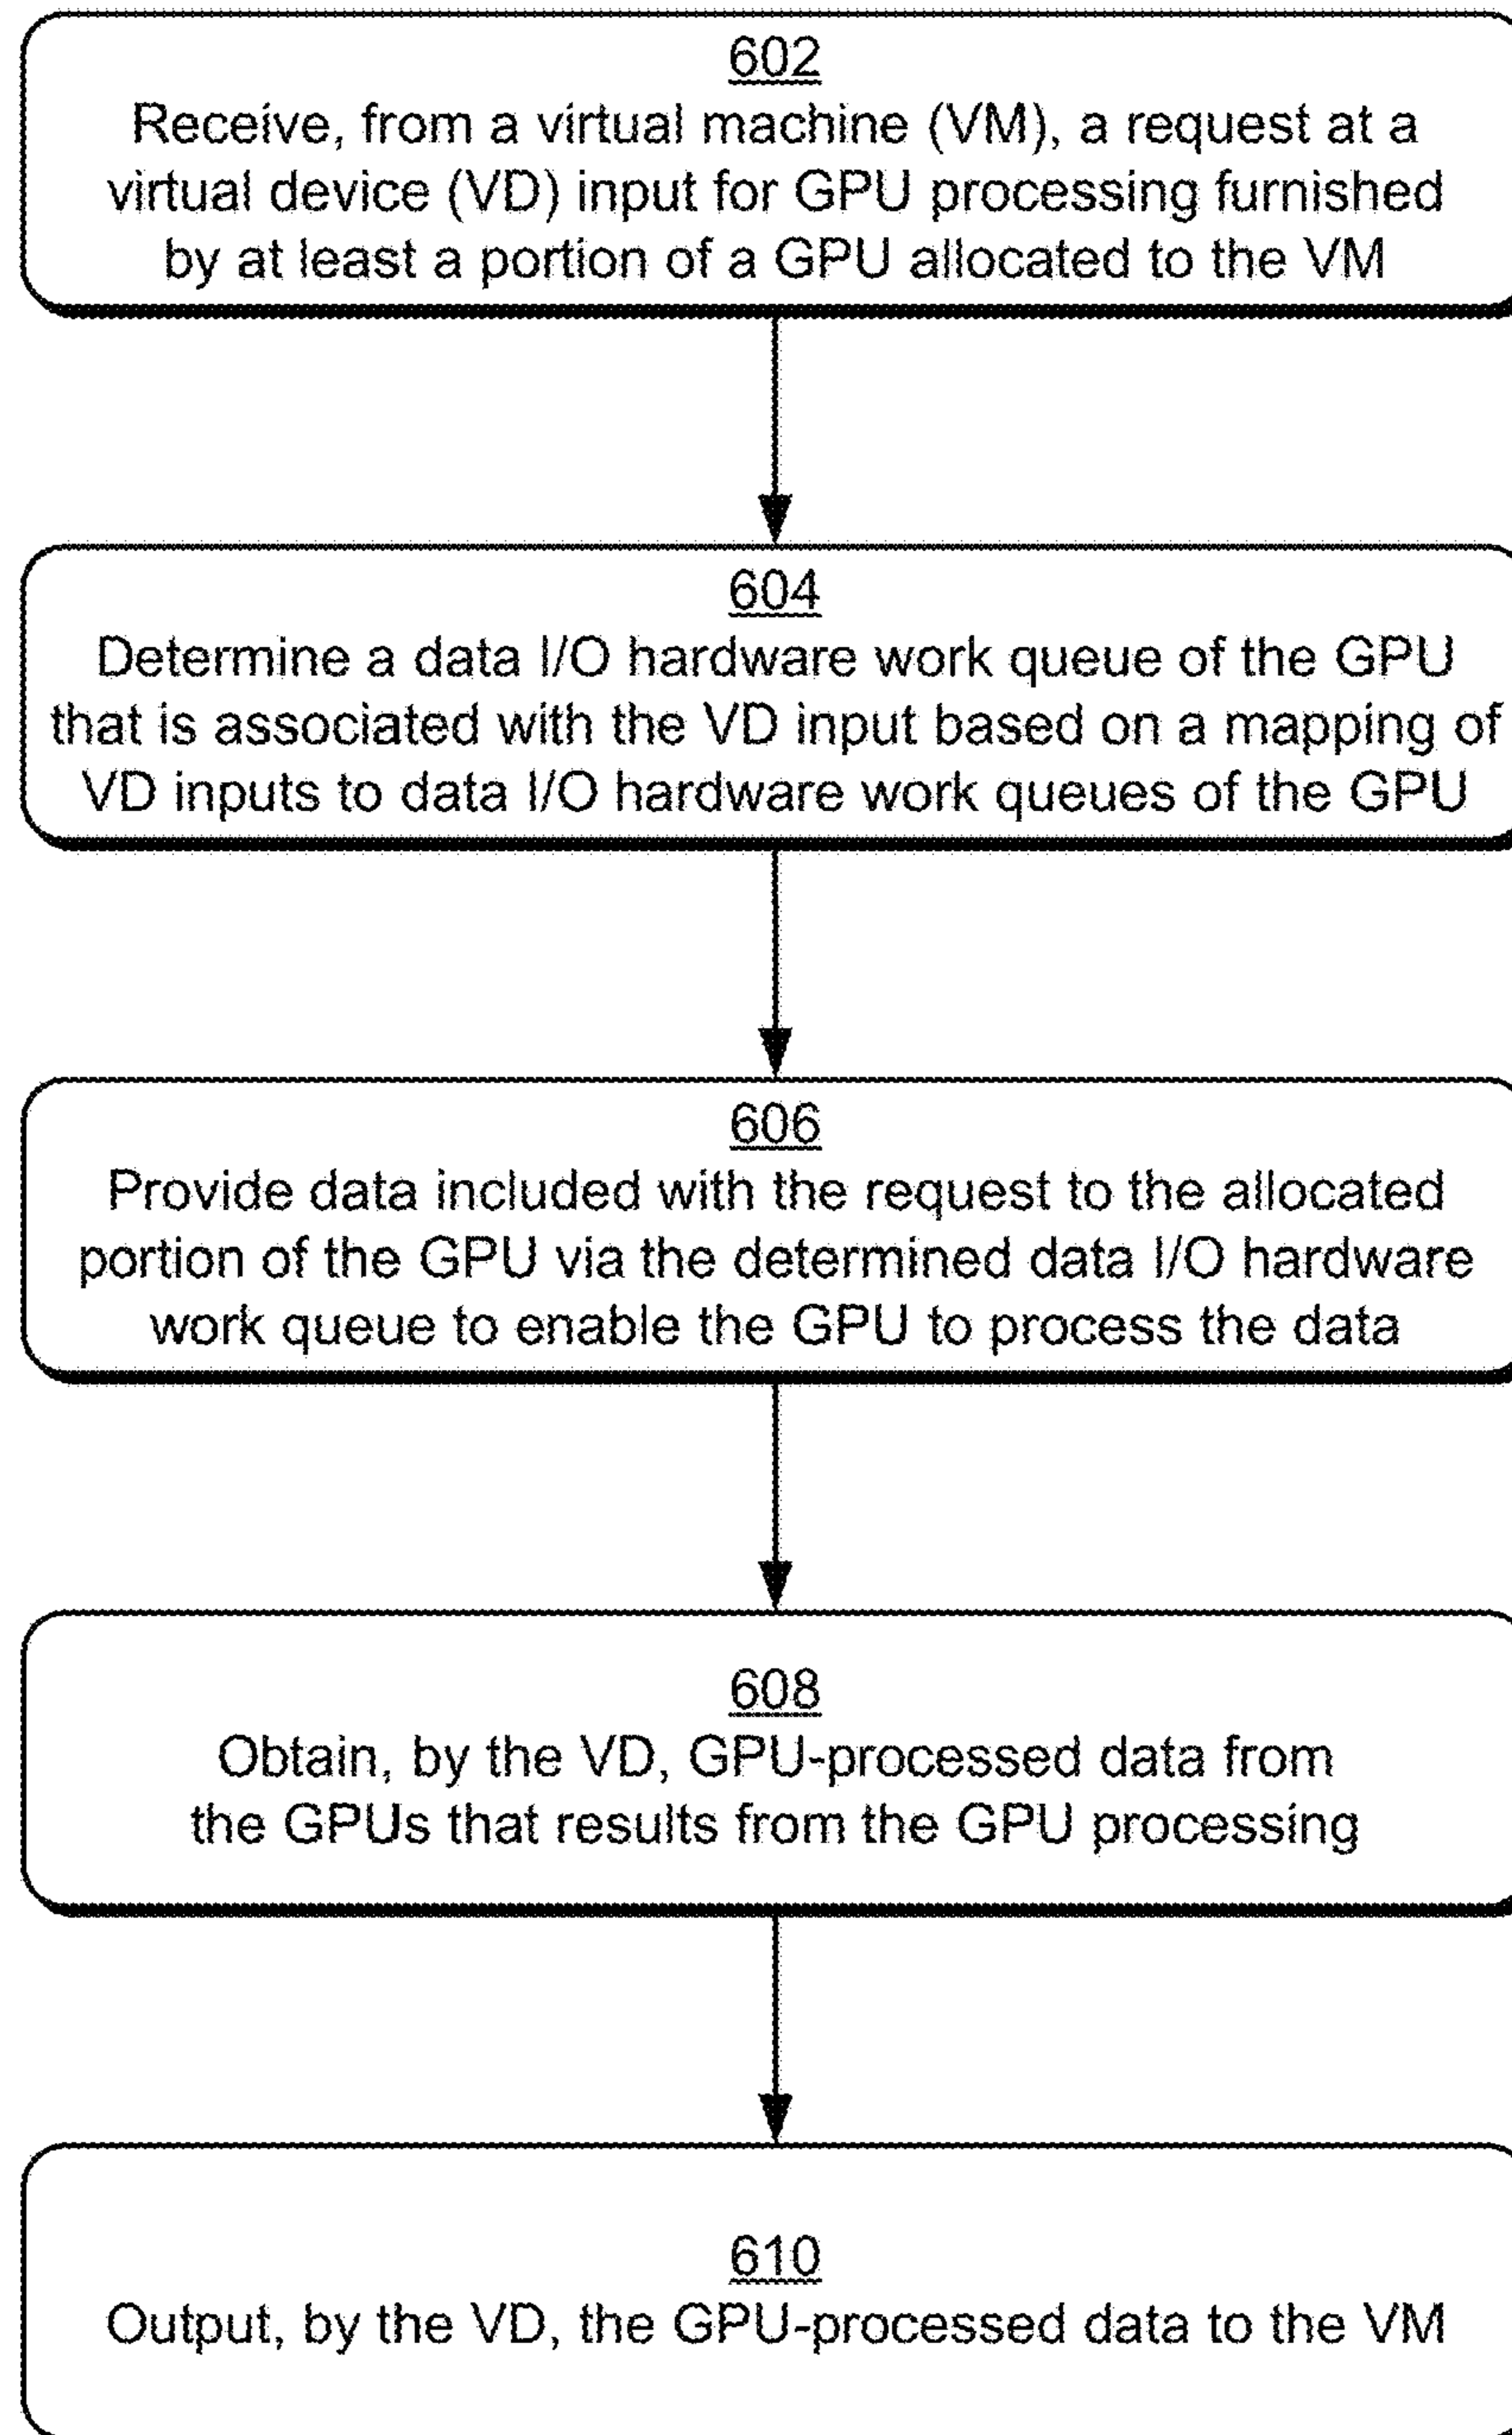 602
Receive, from a virtual machine (VM), a request at a
virtual device (VD) input for GPU processing furnished
by at least a portion of a GPU allocated to the VM
604
Determine a data I/O hardware work queue of the GPU
that is associated with the VD input based on a mapping of
VD inputs to data I/O hardware work queues of the GPU
606
Provide data included with the request to the allocated
portion of the GPU via the determined data I/O hardware
work queue to enable the GPU to process the data
608
Obtain, by the VD, GPU-processed data from
the GPUs that results from the GPU processing
610
Output, by the VD, the GPU-processed data to the VM